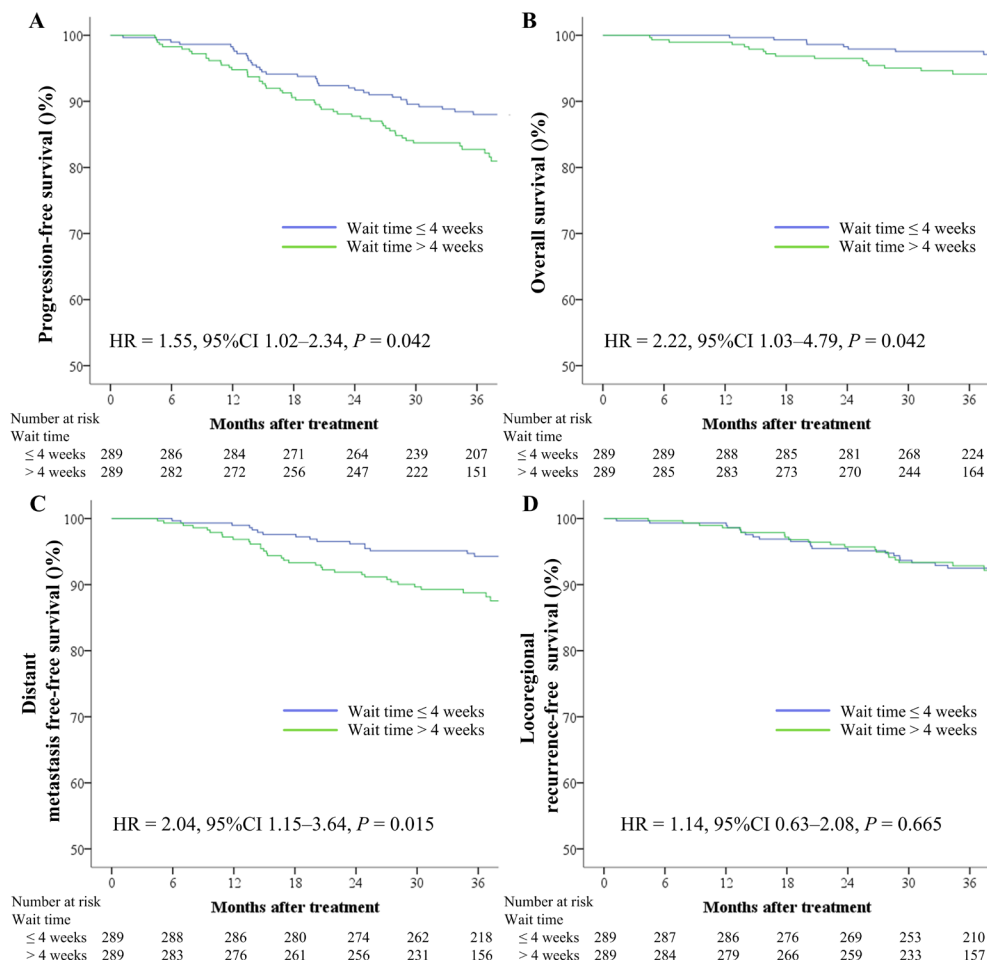 A
Progression-free survival ()%)
100
90
80
70
60
50
Wait time ≤ 4 weeks
Wait time > 4 weeks
HR = 1.55, 95%CI 1.02–2.34, P = 0.042
0 6 12 18 24 30 36
Months after treatment
Number at risk
Wait time
≤ 4 weeks 289 286 284 271 264 239 207
> 4 weeks 289 282 272 256 247 222 151
B
Overall survival ()%)
100
90
80
70
60
50
Wait time ≤ 4 weeks
Wait time > 4 weeks
HR = 2.22, 95%CI 1.03–4.79, P = 0.042
0 6 12 18 24 30 36
Months after treatment
Number at risk
Wait time
≤ 4 weeks 289 289 288 285 281 268 224
> 4 weeks 289 285 283 273 270 244 164
C
Distant
metastasis free-free survival ()%)
100
90
80
70
60
50
Wait time ≤ 4 weeks
Wait time > 4 weeks
HR = 2.04, 95%CI 1.15–3.64, P = 0.015
0 6 12 18 24 30 36
Months after treatment
Number at risk
Wait time
≤ 4 weeks 289 288 286 280 274 262 218
> 4 weeks 289 283 276 261 256 231 156
D
Locoregional
recurrence-free survival ()%)
100
90
80
70
60
50
Wait time ≤ 4 weeks
Wait time > 4 weeks
HR = 1.14, 95%CI 0.63–2.08, P = 0.665
0 6 12 18 24 30 36
Months after treatment
Number at risk
Wait time
≤ 4 weeks 289 287 286 276 269 253 210
> 4 weeks 289 284 279 266 259 233 157